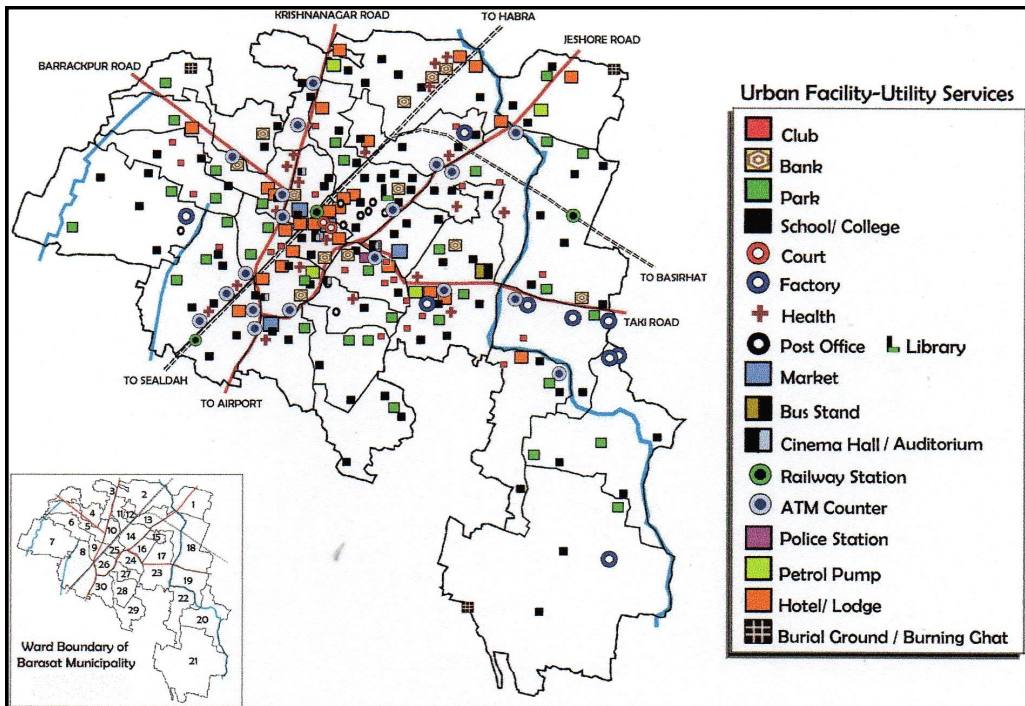 KRISHNANAGAR ROAD
TO HABRA
JESHORE ROAD
BARRACKPUR ROAD
TO BASIRHAT
TAKI ROAD
TO SEALDAH
TO AIRPORT
Urban Facility-Utility Services
Club
Bank
Park
School/ College
Court
Factory
Health
Post Office Library
Market
Bus Stand
Cinema Hall / Auditorium
Railway Station
ATM Counter
Police Station
Petrol Pump
Hotel/ Lodge
Burial Ground / Burning Ghat
3 2 1
4 11 12 13
6 5 10
7 14 15
8 9 25 16 17 18
26 24
27 23 19
30 28 22
29 20
21
Ward Boundary of
Barasat Municipality